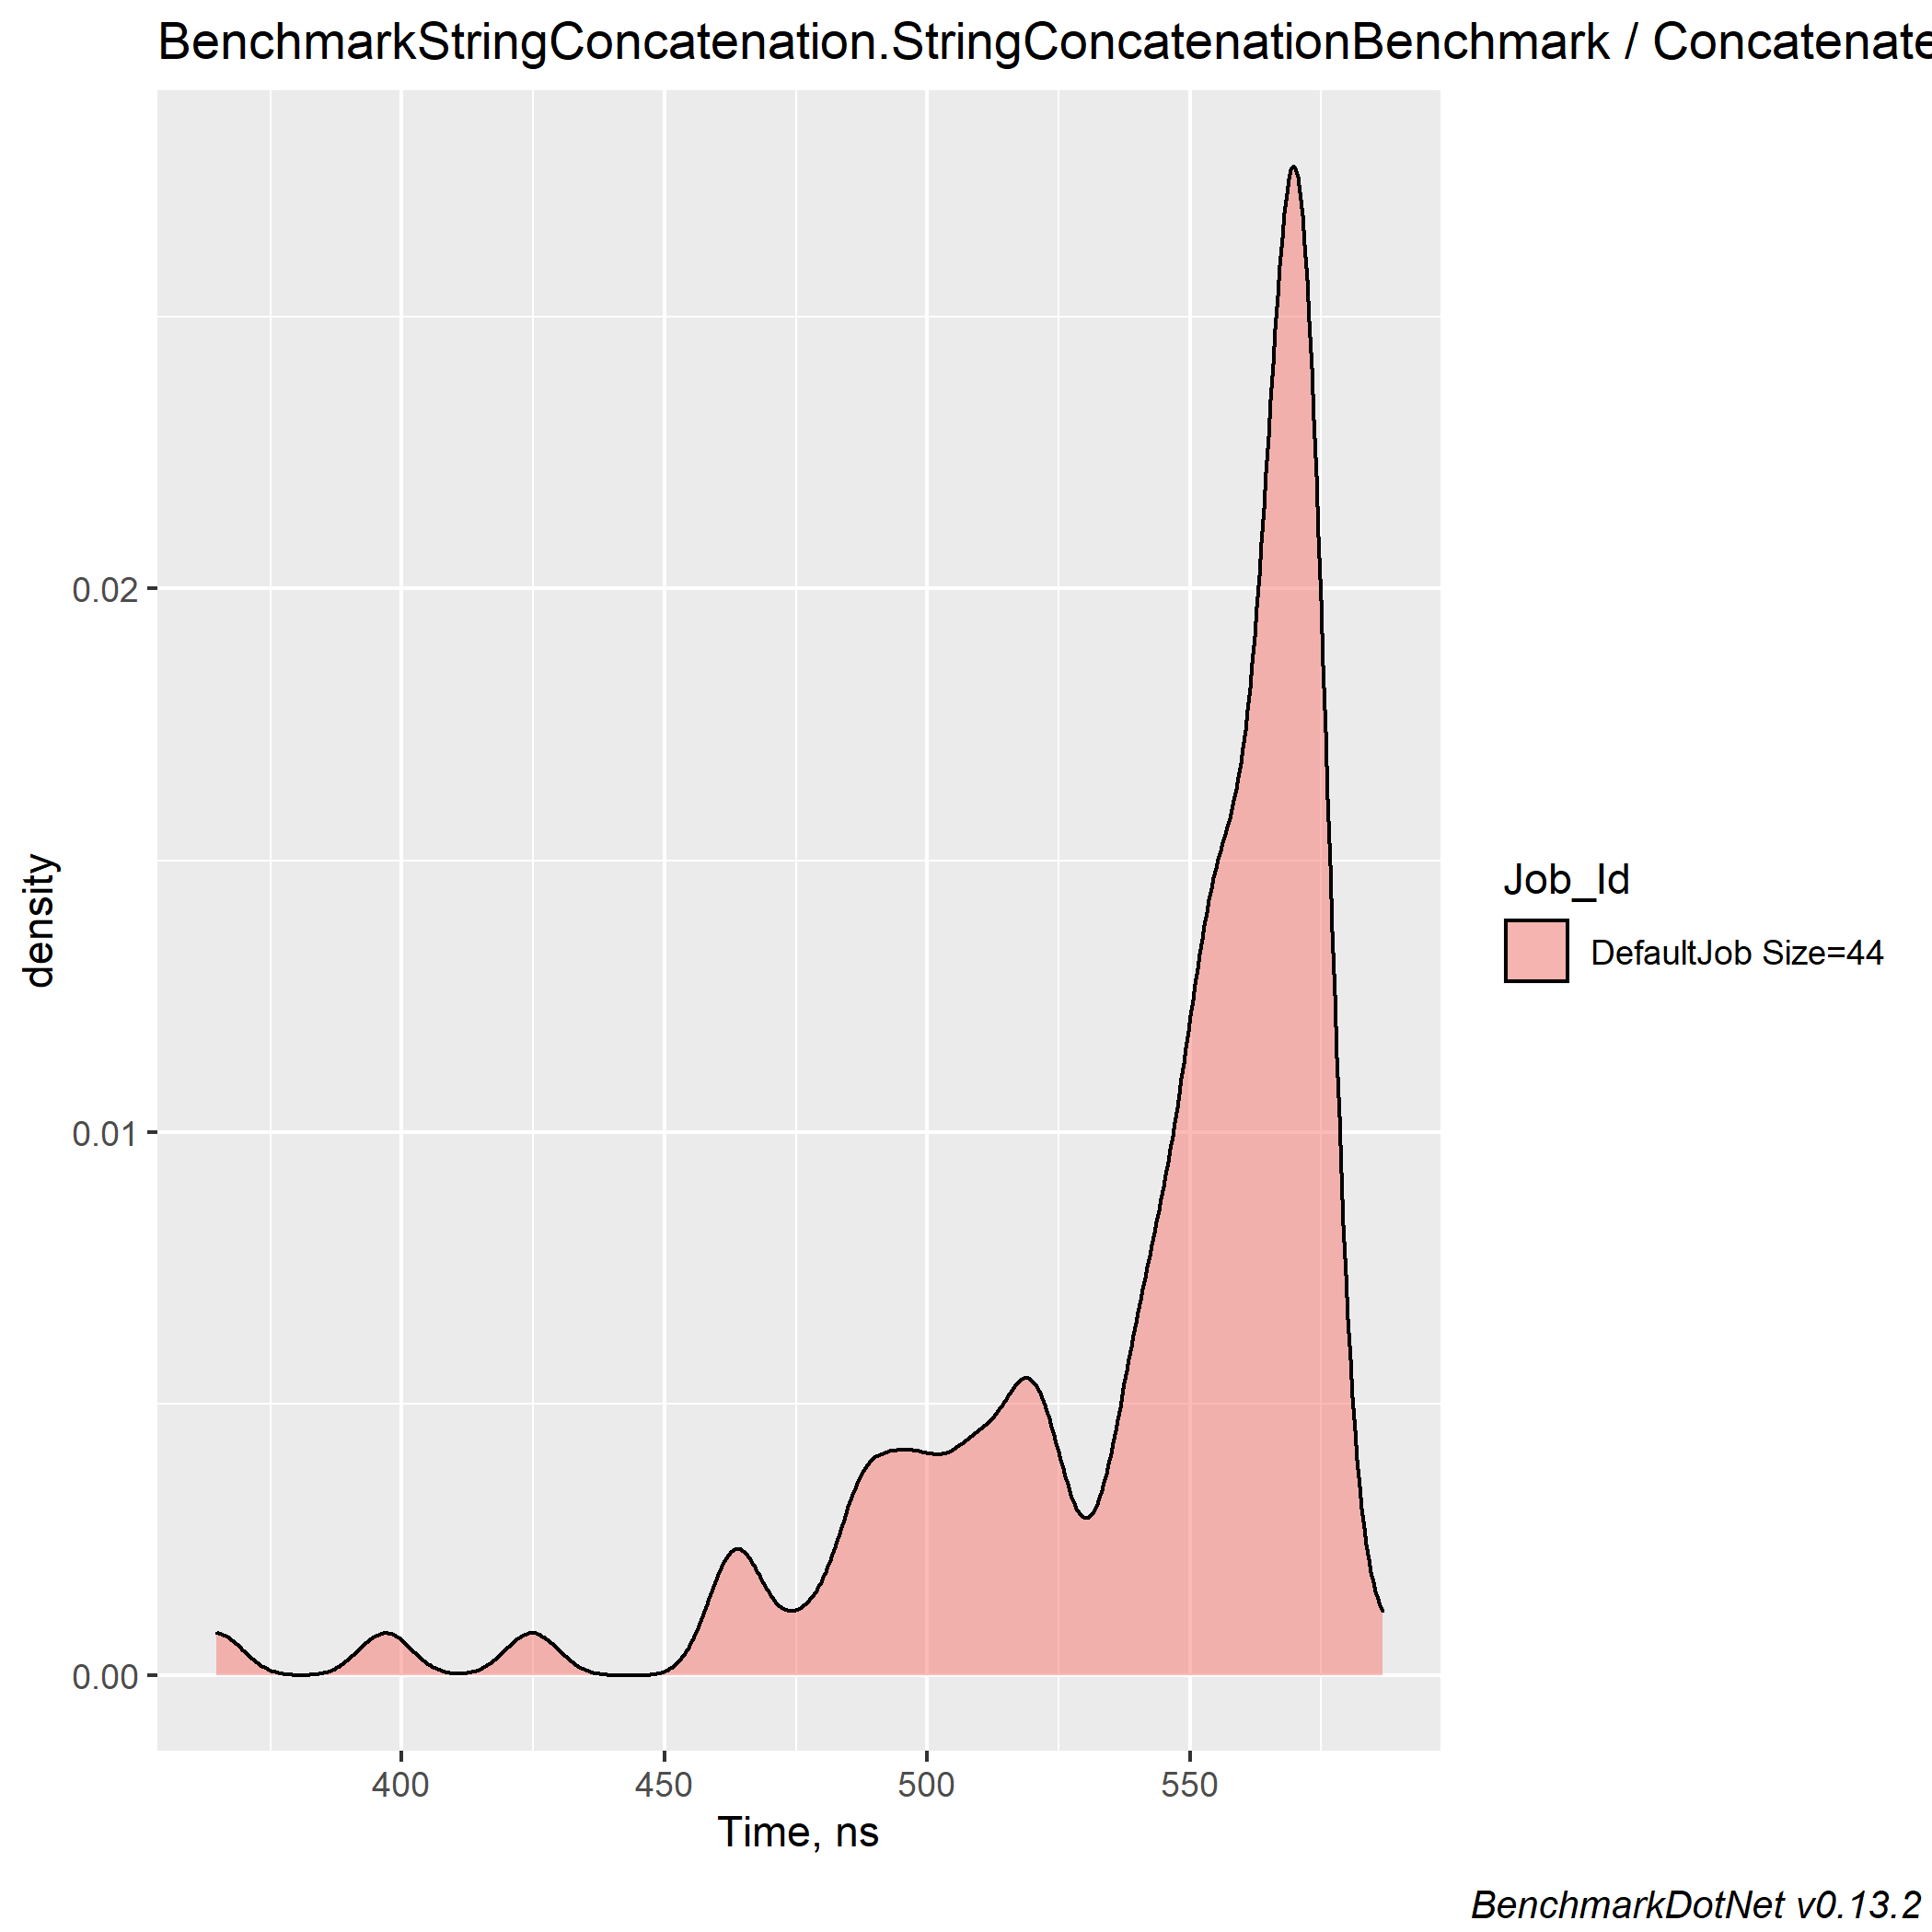 BenchmarkStringConcatenation.StringConcatenationBenchmark / Concatenate
density
0.02
0.01
0.00
400 450 500 550
Time, ns
Job_Id
DefaultJob Size=44
BenchmarkDotNet v0.13.2